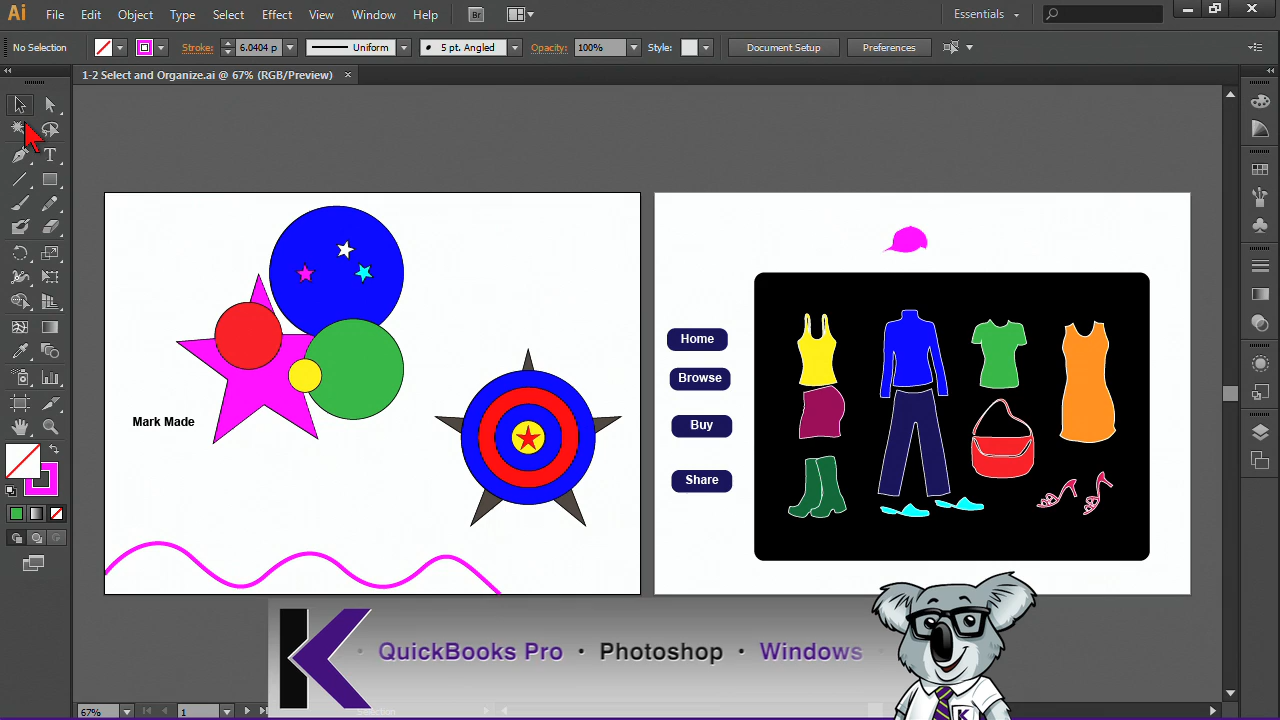 Ai File Edit Object Type Select Effect View Window Help Br Essentials
No Selection Stroke: 6.0404 p Uniform 5 pt. Angled Opacity: 100% Style: Document Setup Preferences
1-2 Select and Organize.ai @ 67% (RGB/Preview) ×
T
Home
Browse
Mark Made
Buy
Share
K QuickBooks Pro • Photoshop • Windows
K
67% 1 Selection